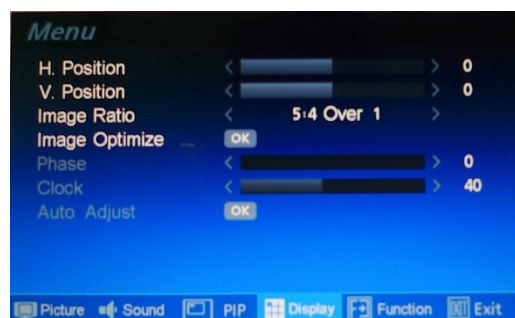 Menu
H. Position < > 0
V. Position < > 0
Image Ratio < 5:4 Over 1 >
Image Optimize OK
Phase < > 0
Clock < > 40
Auto Adjust OK
Picture Sound PIP Display Function EXIT Exit